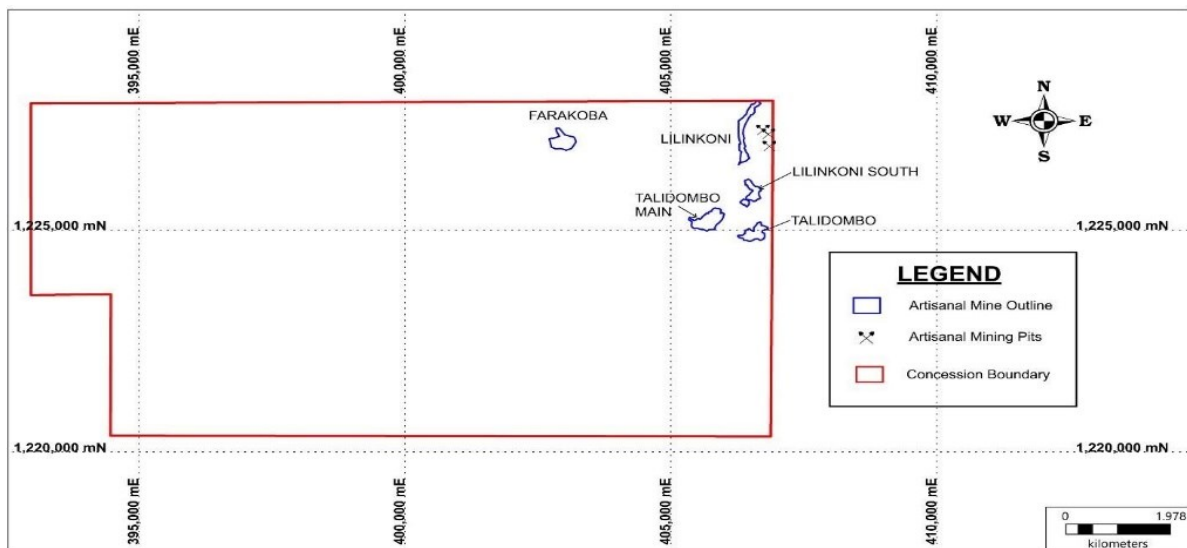 395,000 mE
400,000 mE
405,000 mE
410,000 mE
N
W
E
S
FARAKOBA
LILINKONI
LILINKONI SOUTH
TALIDOMBO
MAIN
TALIDOMBO
1,225,000 mN
1,225,000 mN
LEGEND
Artisanal Mine Outline
Artisanal Mining Pits
Concession Boundary
1,220,000 mN
1,220,000 mN
395,000 mE
400,000 mE
405,000 mE
410,000 mE
0
1.978
kilometers